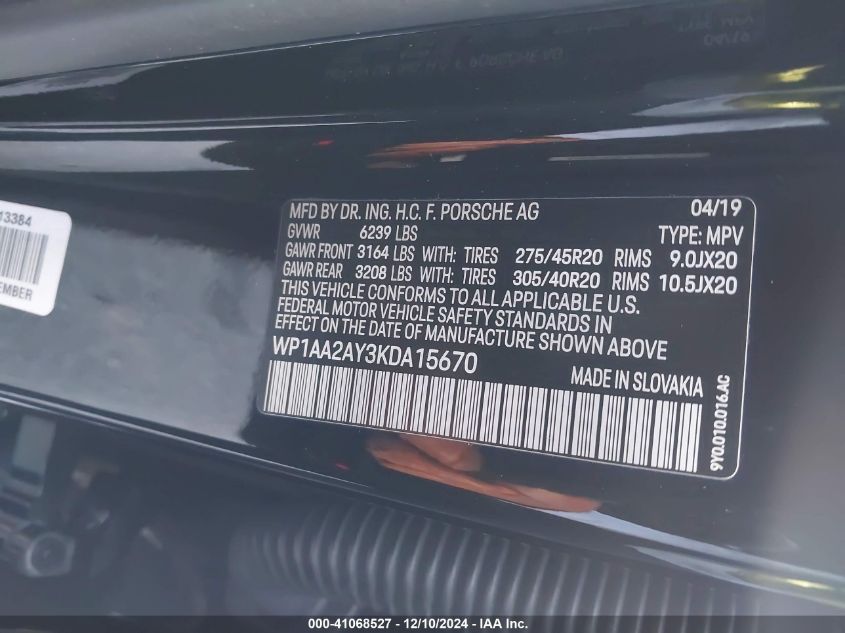 MFD BY DR. ING. H.C. F. PORSCHE AG 04/19
GVWR 6239 LBS TYPE: MPV
GAWR FRONT 3164 LBS WITH: TIRES 275/45R20 RIMS 9.0JX20
GAWR REAR 3208 LBS WITH: TIRES 305/40R20 RIMS 10.5JX20
THIS VEHICLE CONFORMS TO ALL APPLICABLE U.S.
FEDERAL MOTOR VEHICLE SAFETY STANDARDS IN
EFFECT ON THE DATE OF MANUFACTURE SHOWN ABOVE
WP1AA2AY3KDA15670
MADE IN SLOVAKIA
9Y0.010.016.AC
13384
EMBER
000-41068527 - 12/10/2024 - IAA Inc.